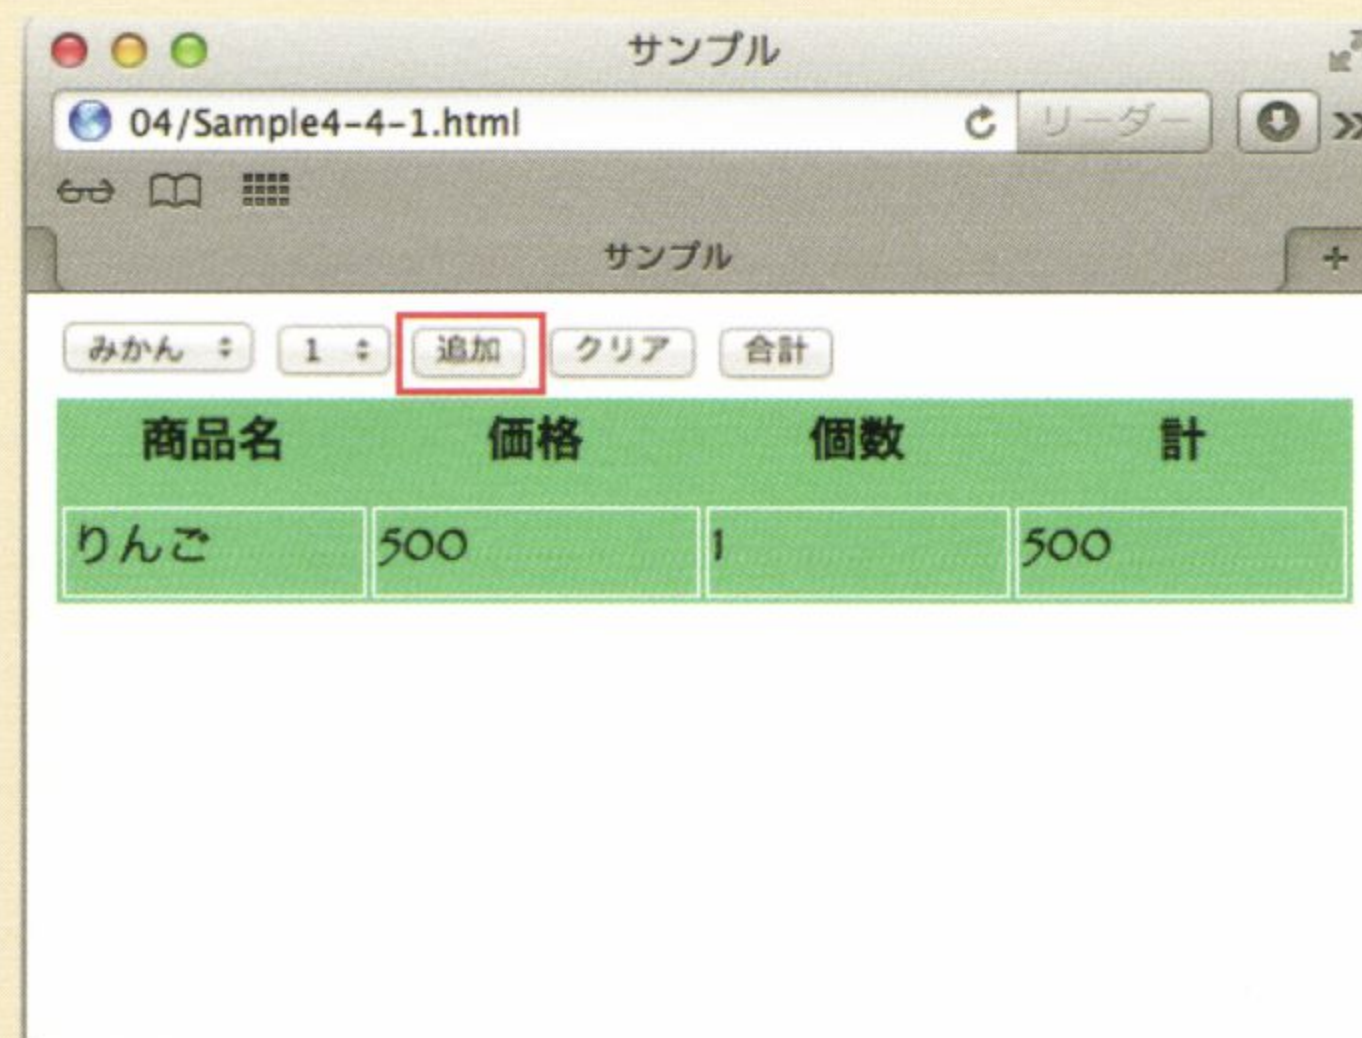 サンプル
04/Sample4-4-1.html リーダー
サンプル
みかん 1 追加 クリア 合計
商品名 価格 個数 計
りんご 500 1 500